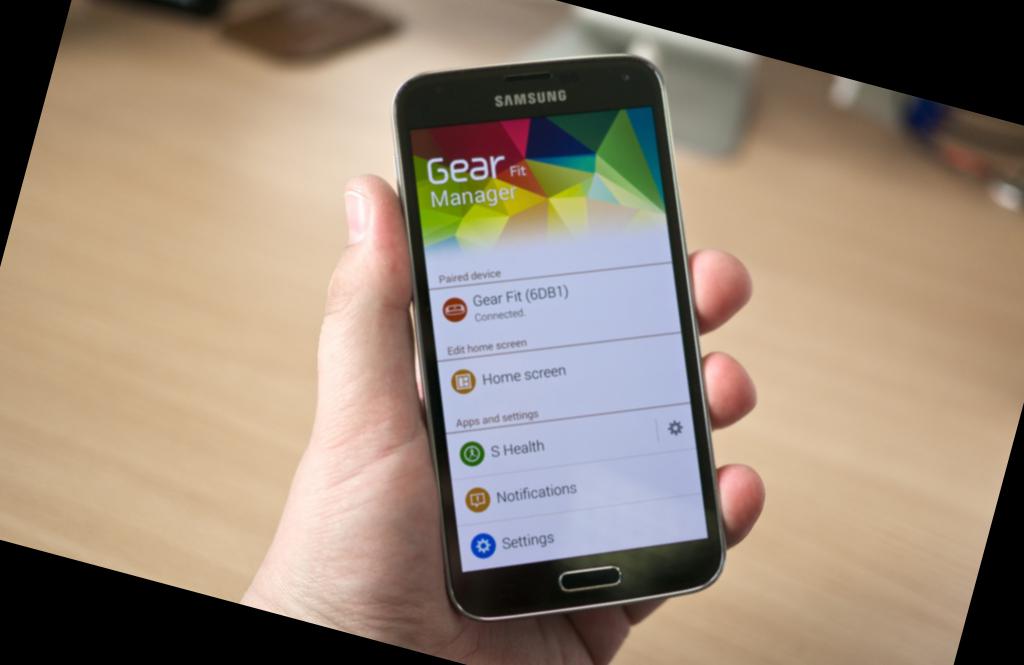 SAMSUNG
Gear Fit
Manager
Paired device
Gear Fit (6DB1)
Connected.
Edit home screen
Home screen
Apps and settings
S Health
Notifications
Settings